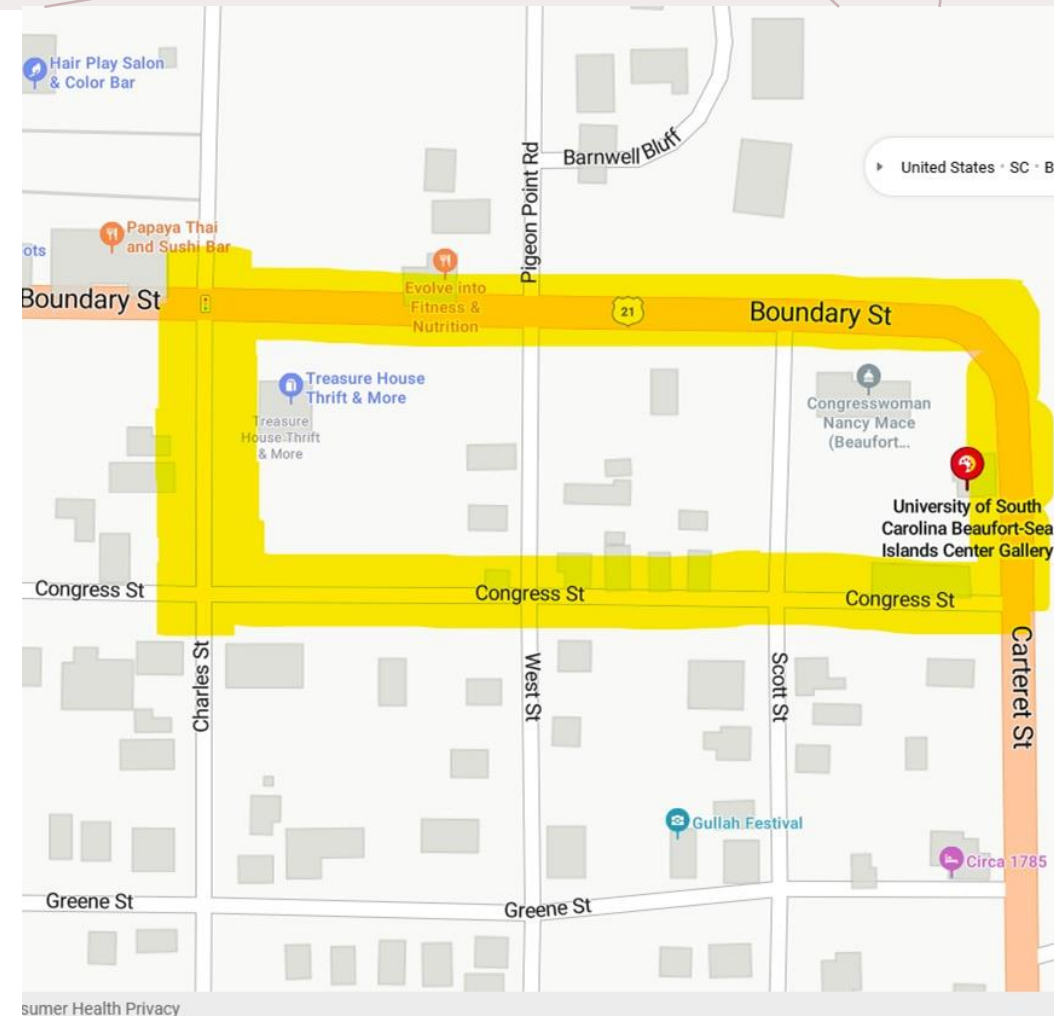 Hair Play Salon
& Color Bar
Barnwell Bluff
Pigeon Point Rd
United States · SC · B
Papaya Thai
and Sushi Bar
ots
Boundary St
Evolve into
Fitness &
Nutrition
21
Boundary St
Treasure House
Thrift & More
Treasure
House Thrift
& More
Congresswoman
Nancy Mace
(Beaufort...
University of South
Carolina Beaufort-Sea
Islands Center Gallery
Congress St
Congress St
Congress St
Charles St
West St
Scott St
Carteret St
Gullah Festival
Circa 1785
Greene St
Greene St
sumer Health Privacy